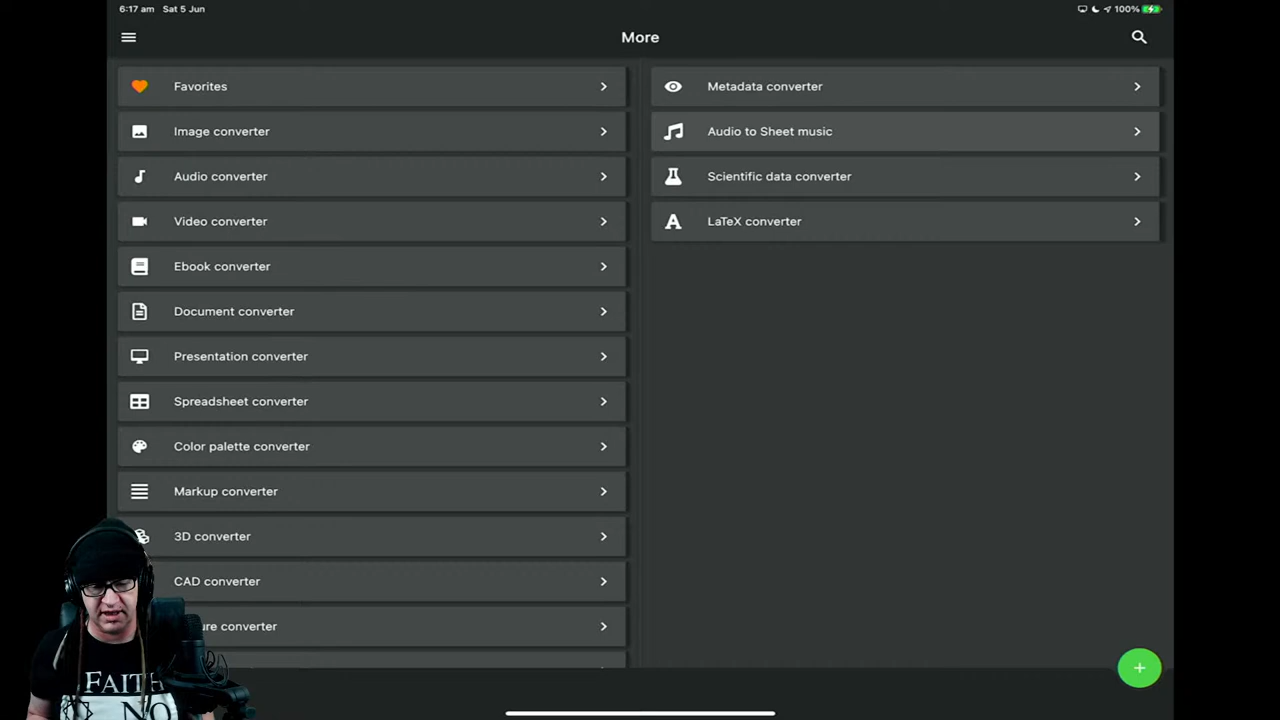 6:17 am Sat 5 Jun
100%
More
Favorites
Image converter
Audio converter
Video converter
Ebook converter
Document converter
Presentation converter
Spreadsheet converter
Color palette converter
Markup converter
3D converter
CAD converter
ure converter
Metadata converter
Audio to Sheet music
Scientific data converter
LaTeX converter
FAITH
NO